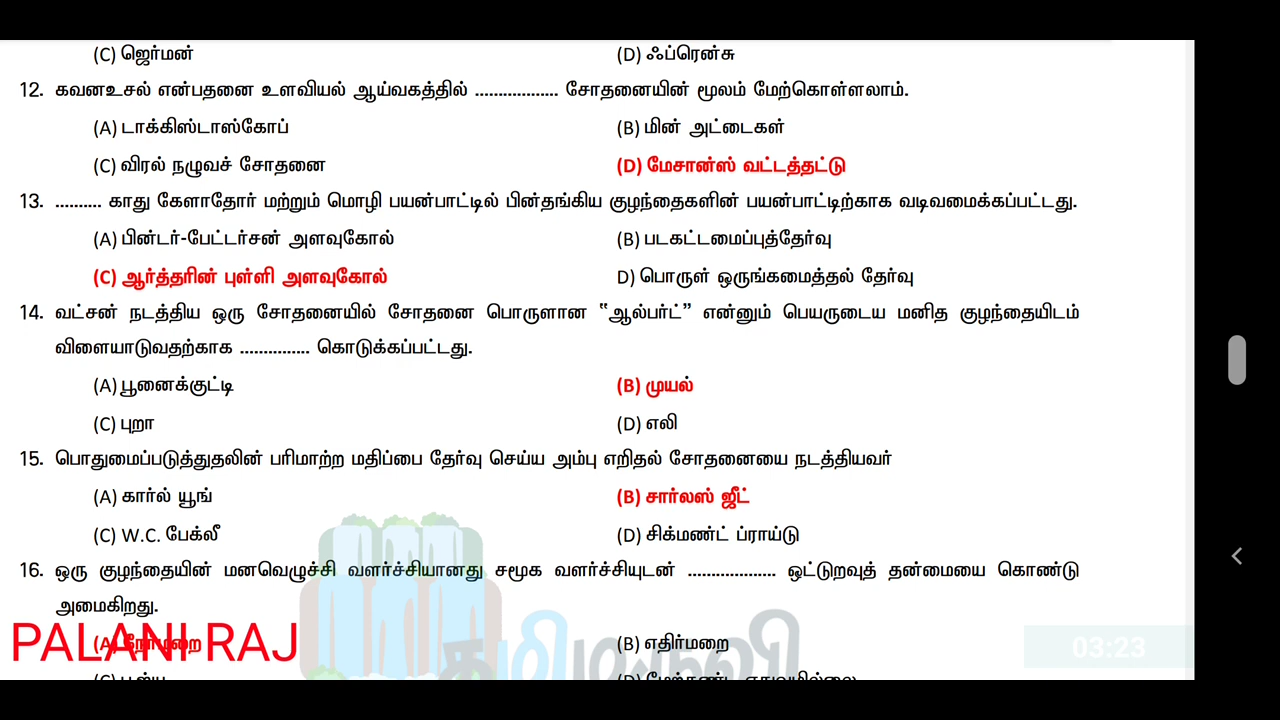 (C) ஜெர்மன் (D) ஃப்ரென்சு
12. கவனஉசல் என்பதனை உளவியல் ஆய்வகத்தில் .................. சோதனையின் மூலம் மேற்கொள்ளலாம்.
(A) டாக்கிஸ்டாஸ்கோப் (B) மின் அட்டைகள்
(C) விரல் நழுவச் சோதனை (D) மேசான்ஸ் வட்டத்தட்டு
13. .......... காது கேளாதோர் மற்றும் மொழி பயன்பாட்டில் பின்தங்கிய குழந்தைகளின் பயன்பாட்டிற்காக வடிவமைக்கப்பட்டது.
(A) பின்டர்-பேட்டர்சன் அளவுகோல் (B) படகட்டமைப்புத்தேர்வு
(C) ஆர்த்தரின் புள்ளி அளவுகோல் D) பொருள் ஒருங்கமைத்தல் தேர்வு
14. வட்சன் நடத்திய ஒரு சோதனையில் சோதனை பொருளான “ஆல்பர்ட்” என்னும் பெயருடைய மனித குழந்தையிடம்
விளையாடுவதற்காக ............... கொடுக்கப்பட்டது.
(A) பூனைக்குட்டி (B) முயல்
(C) புறா (D) எலி
15. பொதுமைப்படுத்துதலின் பரிமாற்ற மதிப்பை தேர்வு செய்ய அம்பு எறிதல் சோதனையை நடத்தியவர்
(A) கார்ல் யூங் (B) சார்லஸ் ஜீட்
(C) W.C. பேக்லீ (D) சிக்மண்ட் ப்ராய்டு
16. ஒரு குழந்தையின் மனவெழுச்சி வளர்ச்சியானது சமூக வளர்ச்சியுடன் ................... ஒட்டுறவுத் தன்மையை கொண்டு
அமைகிறது.
(A) நேர்மறை (B) எதிர்மறை
PALANI RAJ
03:23